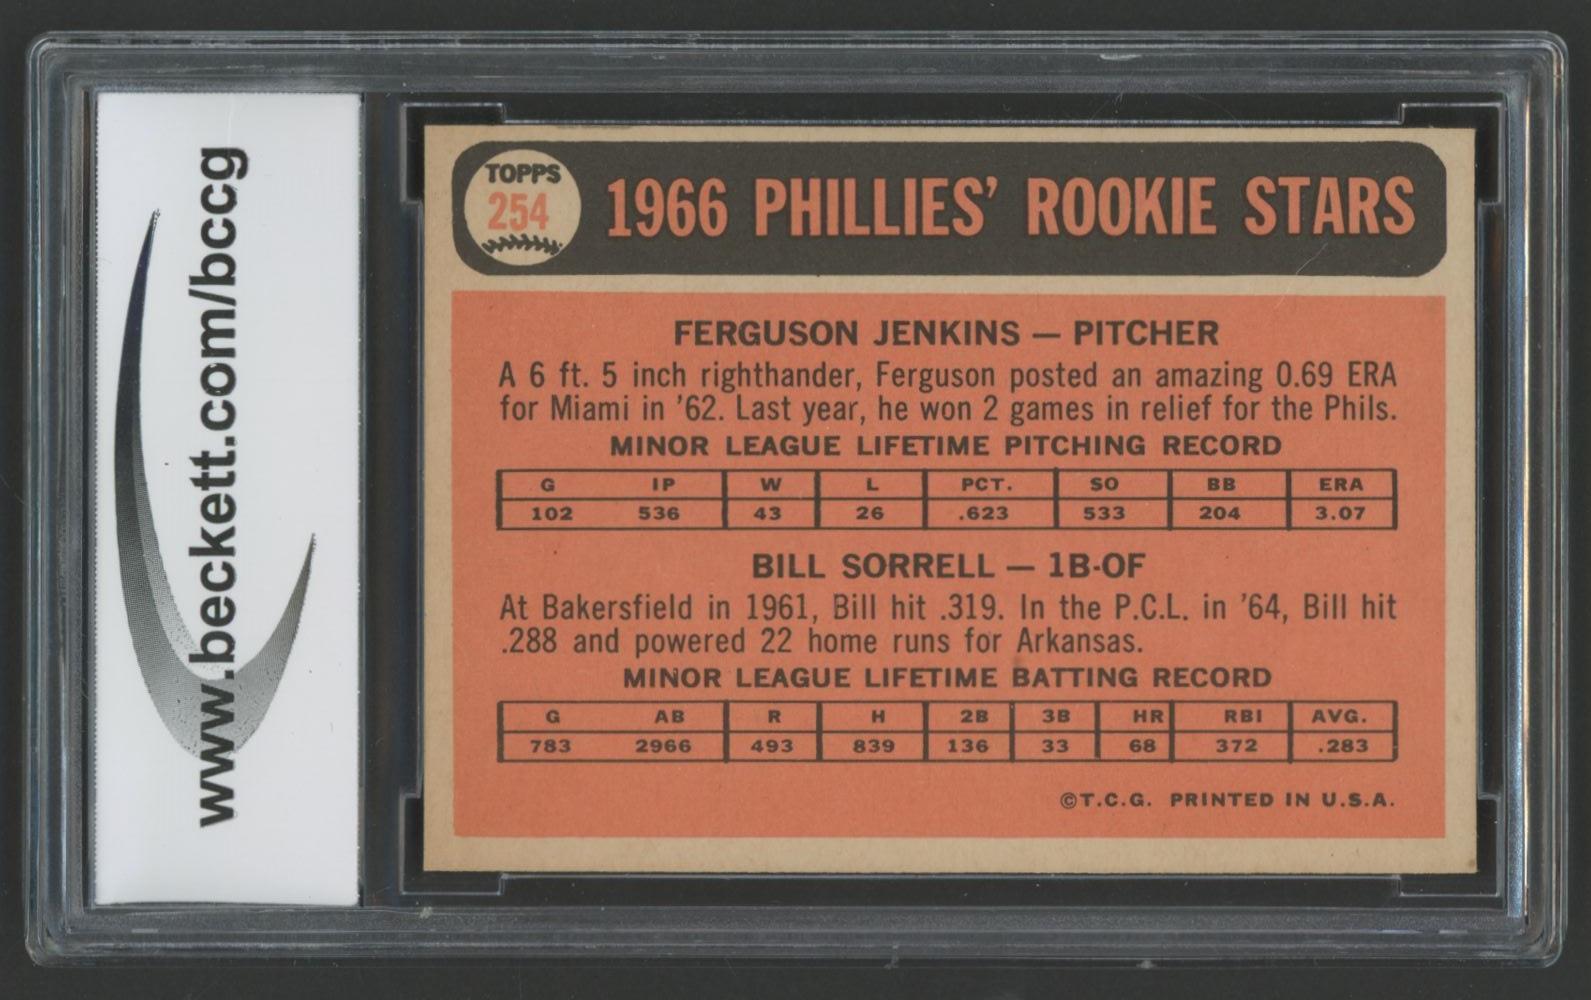 www.beckett.com/bccg
TOPPS
254
1966 PHILLIES' ROOKIE STARS
FERGUSON JENKINS — PITCHER
A 6 ft. 5 inch righthander, Ferguson posted an amazing 0.69 ERA
for Miami in '62. Last year, he won 2 games in relief for the Phils.
MINOR LEAGUE LIFETIME PITCHING RECORD
G IP W L PCT. SO BB ERA
102 536 43 26 .623 533 204 3.07
BILL SORRELL — 1B-OF
At Bakersfield in 1961, Bill hit .319. In the P.C.L. in '64, Bill hit
.288 and powered 22 home runs for Arkansas.
MINOR LEAGUE LIFETIME BATTING RECORD
G AB R H 2B 3B HR RBI AVG.
783 2966 493 839 136 33 68 372 .283
©T.C.G. PRINTED IN U.S.A.